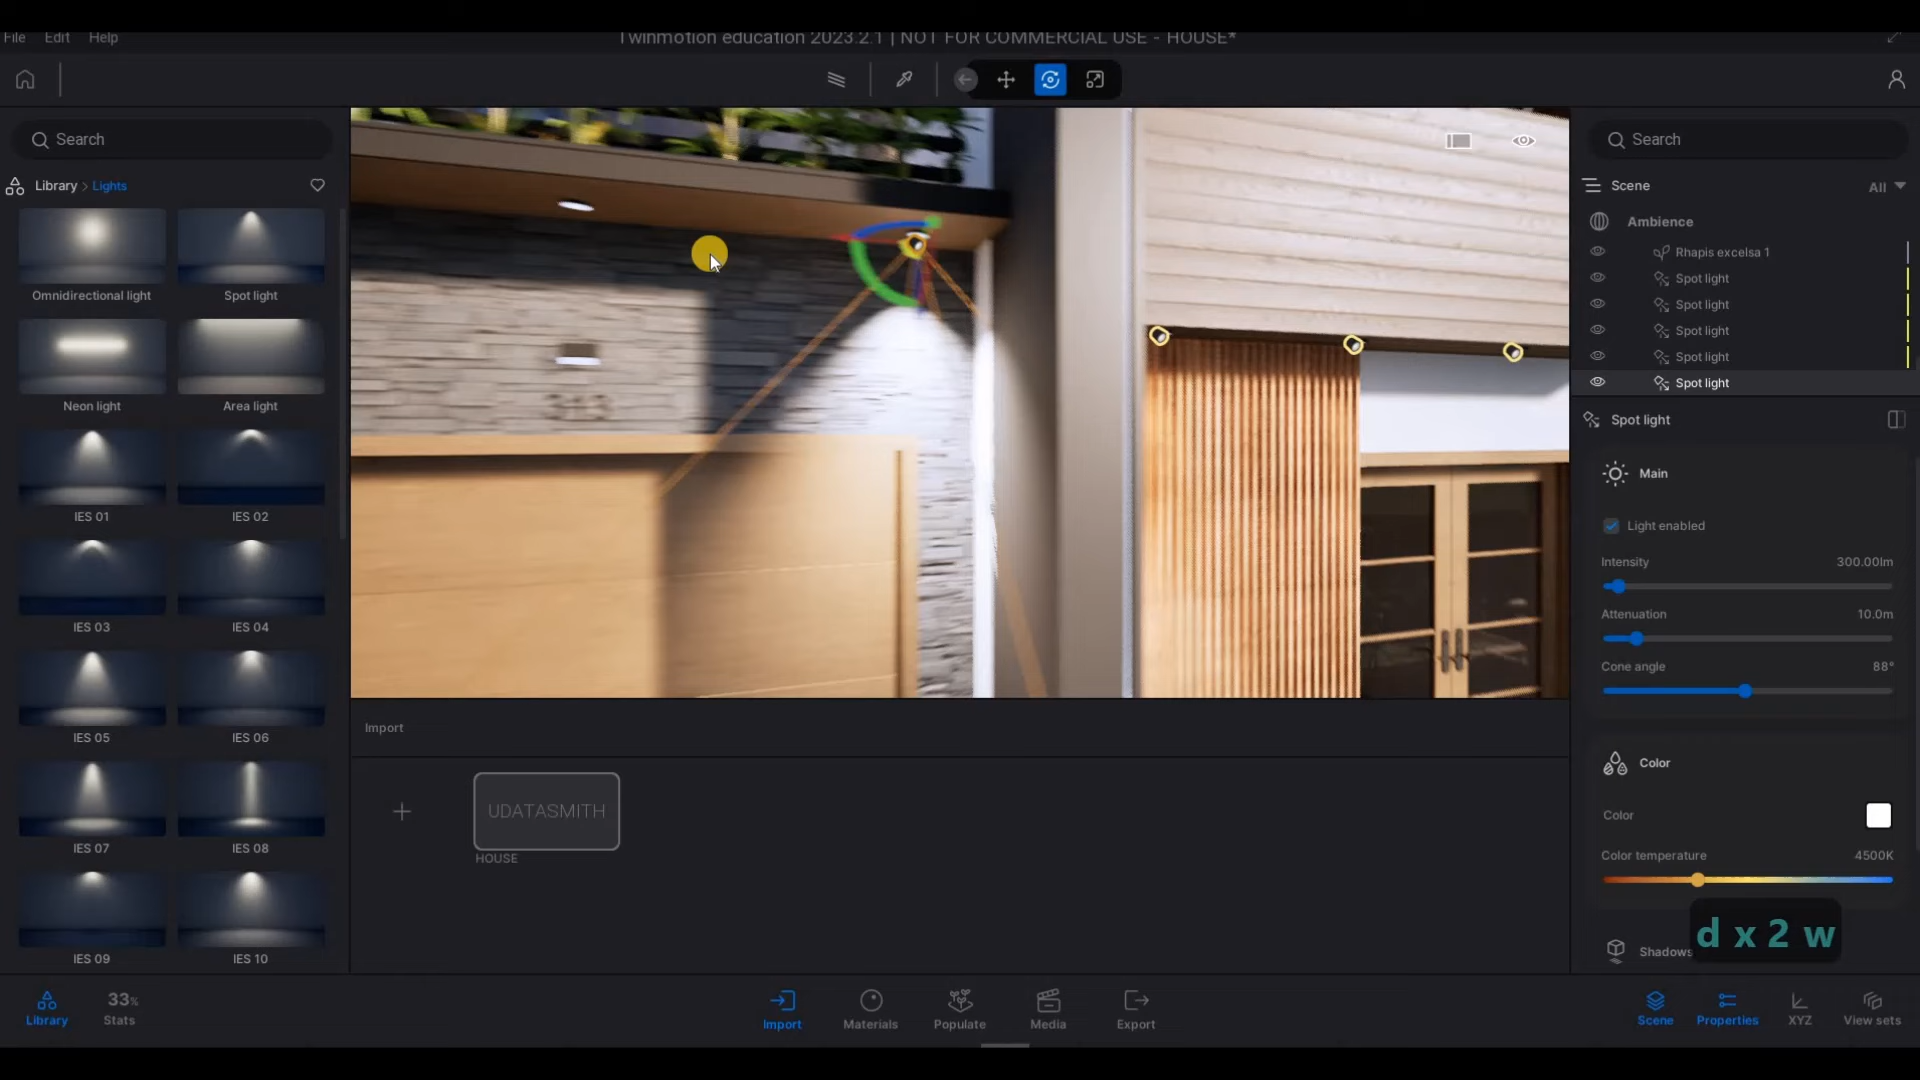 Twinmotion education 2023.2.1 | NOT FOR COMMERCIAL USE - HOUSE*
File Edit Help
Search
Library > Lights
Omnidirectional light
Spot light
Neon light
Area light
IES 01
IES 02
IES 03
IES 04
IES 05
IES 06
IES 07
IES 08
IES 09
IES 10
313
Import
UDATASMITH
HOUSE
Search
Scene
All
Ambience
Rhapis excelsa 1
Spot light
Spot light
Spot light
Spot light
Spot light
Spot light
Main
Light enabled
Intensity 300.00lm
Attenuation 10.0m
Cone angle 88°
Color
Color
Color temperature 4500K
Shadows
d x 2 w
Library
33%
Stats
Import
Materials
Populate
Media
Export
Scene
Properties
XYZ
View sets